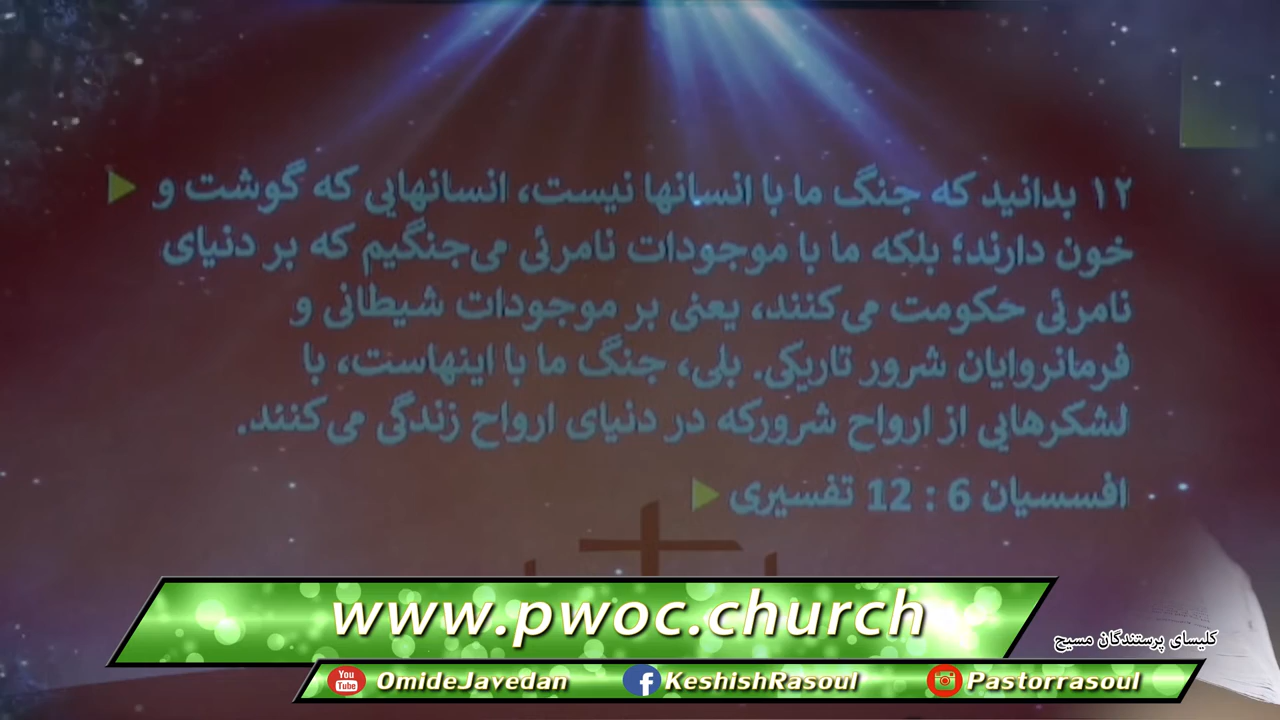 ۱۲ بدانید که جنگ ما با انسانها نیست، انسانهایی که گوشت و
خون دارند؛ بلکه ما با موجودات نامرئی می‌جنگیم که بر دنیای
نامرئی حکومت می‌کنند، یعنی بر موجودات شیطانی و
فرمانروایان شرور تاریکی. بلی، جنگ ما با اینهاست، با
لشکرهایی از ارواح شرورکه در دنیای ارواح زندگی می‌کنند.
افسسیان 6 : 12 تفسیری
www.pwoc.church
کلیسای پرستندگان مسیح
You Tube OmideJavedan KeshishRasoul Pastorrasoul